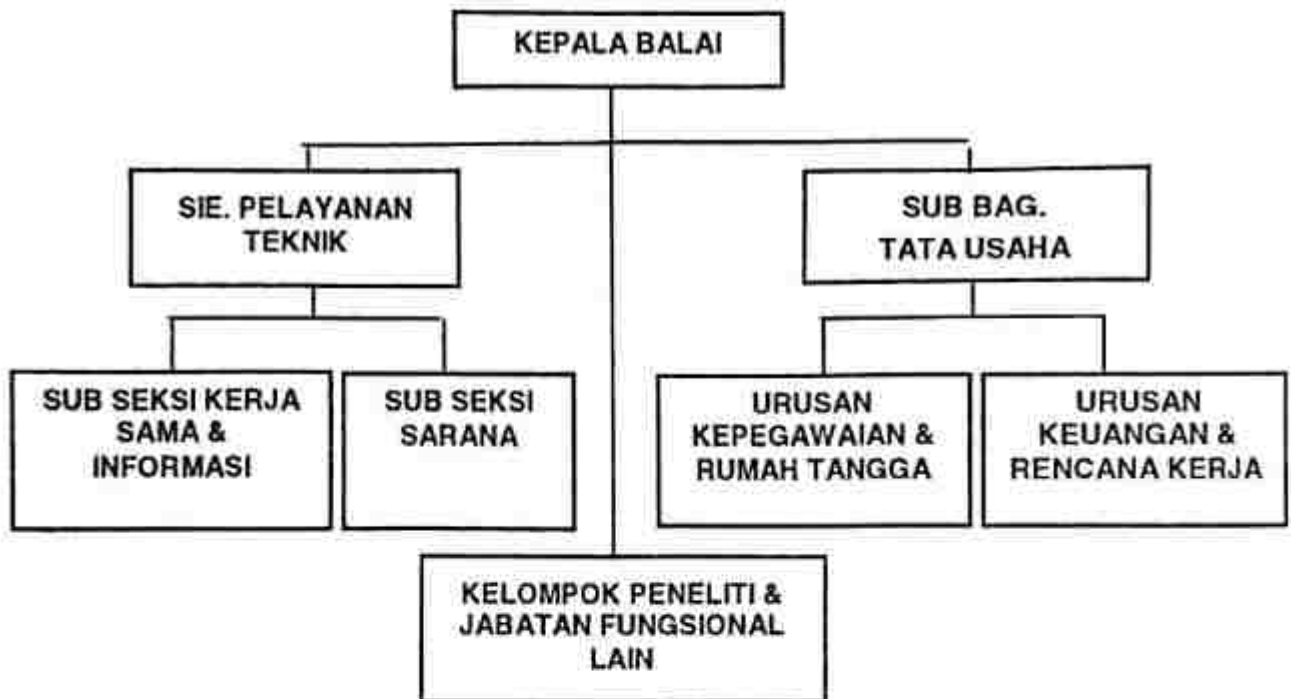 KEPALA BALAI
SIE. PELAYANAN
TEKNIK
SUB BAG.
TATA USAHA
SUB SEKSI KERJA
SAMA &
INFORMASI
SUB SEKSI
SARANA
URUSAN
KEPEGAWAIAN &
RUMAH TANGGA
URUSAN
KEUANGAN &
RENCANA KERJA
KELOMPOK PENELITI &
JABATAN FUNGSIONAL
LAIN